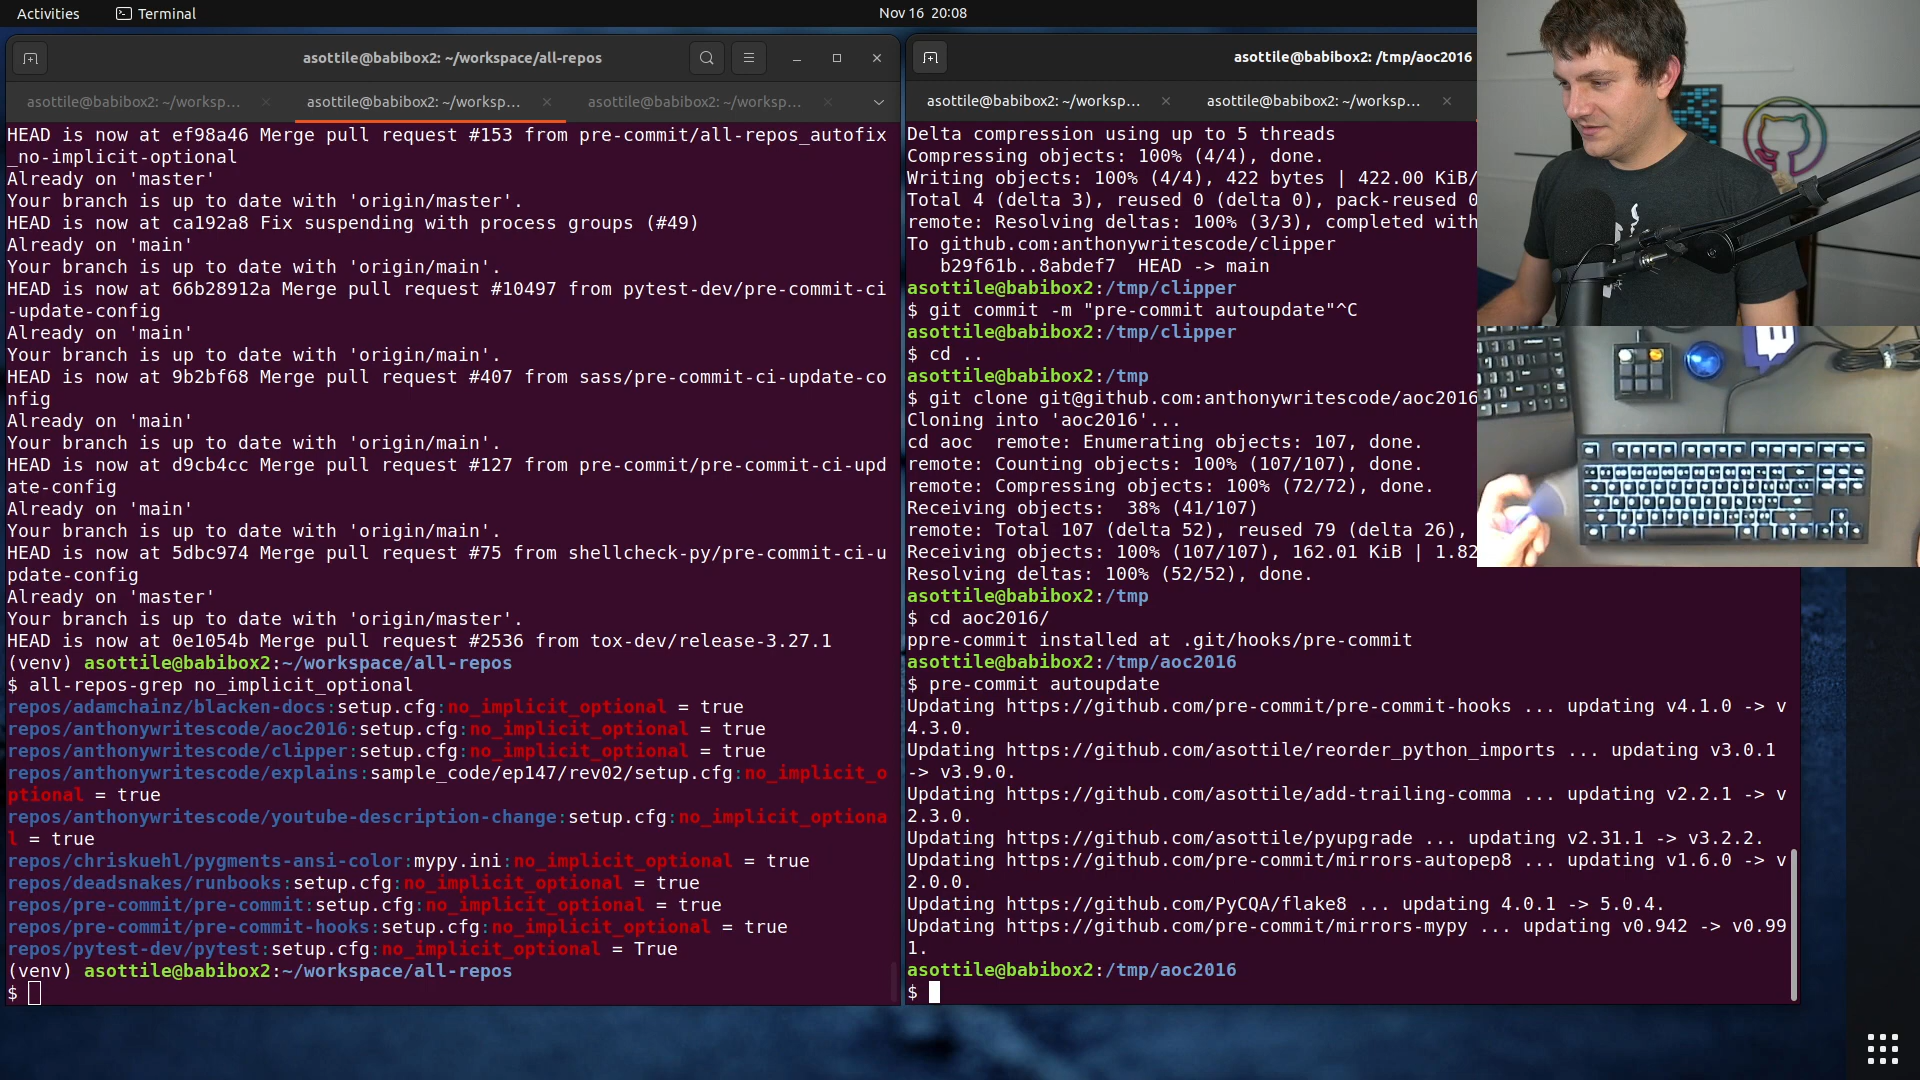 Activities
Terminal
Nov 16 20:08
asottile@babibox2: ~/workspace/all-repos
asottile@babibox2: ~/worksp...
asottile@babibox2: ~/worksp...
asottile@babibox2: ~/worksp...
HEAD is now at ef98a46 Merge pull request #153 from pre-commit/all-repos_autofix
_no-implicit-optional
Already on 'master'
Your branch is up to date with 'origin/master'.
HEAD is now at ca192a8 Fix suspending with process groups (#49)
Already on 'main'
Your branch is up to date with 'origin/main'.
HEAD is now at 66b28912a Merge pull request #10497 from pytest-dev/pre-commit-ci
-update-config
Already on 'main'
Your branch is up to date with 'origin/main'.
HEAD is now at 9b2bf68 Merge pull request #407 from sass/pre-commit-ci-update-co
nfig
Already on 'main'
Your branch is up to date with 'origin/main'.
HEAD is now at d9cb4cc Merge pull request #127 from pre-commit/pre-commit-ci-upd
ate-config
Already on 'main'
Your branch is up to date with 'origin/main'.
HEAD is now at 5dbc974 Merge pull request #75 from shellcheck-py/pre-commit-ci-u
pdate-config
Already on 'master'
Your branch is up to date with 'origin/master'.
HEAD is now at 0e1054b Merge pull request #2536 from tox-dev/release-3.27.1
(venv) asottile@babibox2:~/workspace/all-repos
$ all-repos-grep no_implicit_optional
repos/adamchainz/blacken-docs:setup.cfg:no_implicit_optional = true
repos/anthonywritescode/aoc2016:setup.cfg:no_implicit_optional = true
repos/anthonywritescode/clipper:setup.cfg:no_implicit_optional = true
repos/anthonywritescode/explains:sample_code/ep147/rev02/setup.cfg:no_implicit_o
ptional = true
repos/anthonywritescode/youtube-description-change:setup.cfg:no_implicit_optiona
l = true
repos/chriskuehl/pygments-ansi-color:mypy.ini:no_implicit_optional = true
repos/deadsnakes/runbooks:setup.cfg:no_implicit_optional = true
repos/pre-commit/pre-commit:setup.cfg:no_implicit_optional = true
repos/pre-commit/pre-commit-hooks:setup.cfg:no_implicit_optional = true
repos/pytest-dev/pytest:setup.cfg:no_implicit_optional = True
(venv) asottile@babibox2:~/workspace/all-repos
$
asottile@babibox2: /tmp/aoc2016
asottile@babibox2: ~/worksp...
asottile@babibox2: ~/worksp...
Delta compression using up to 5 threads
Compressing objects: 100% (4/4), done.
Writing objects: 100% (4/4), 422 bytes | 422.00 KiB/
Total 4 (delta 3), reused 0 (delta 0), pack-reused 0
remote: Resolving deltas: 100% (3/3), completed with
To github.com:anthonywritescode/clipper
b29f61b..8abdef7  HEAD -> main
asottile@babibox2:/tmp/clipper
$ git commit -m "pre-commit autoupdate"^C
asottile@babibox2:/tmp/clipper
$ cd ..
asottile@babibox2:/tmp
$ git clone git@github.com:anthonywritescode/aoc2016
Cloning into 'aoc2016'...
cd aoc  remote: Enumerating objects: 107, done.
remote: Counting objects: 100% (107/107), done.
remote: Compressing objects: 100% (72/72), done.
Receiving objects:  38% (41/107)
remote: Total 107 (delta 52), reused 79 (delta 26),
Receiving objects: 100% (107/107), 162.01 KiB | 1.82
Resolving deltas: 100% (52/52), done.
asottile@babibox2:/tmp
$ cd aoc2016/
ppre-commit installed at .git/hooks/pre-commit
asottile@babibox2:/tmp/aoc2016
$ pre-commit autoupdate
Updating https://github.com/pre-commit/pre-commit-hooks ... updating v4.1.0 -> v
4.3.0.
Updating https://github.com/asottile/reorder_python_imports ... updating v3.0.1
-> v3.9.0.
Updating https://github.com/asottile/add-trailing-comma ... updating v2.2.1 -> v
2.3.0.
Updating https://github.com/asottile/pyupgrade ... updating v2.31.1 -> v3.2.2.
Updating https://github.com/pre-commit/mirrors-autopep8 ... updating v1.6.0 -> v
2.0.0.
Updating https://github.com/PyCQA/flake8 ... updating 4.0.1 -> 5.0.4.
Updating https://github.com/pre-commit/mirrors-mypy ... updating v0.942 -> v0.99
1.
asottile@babibox2:/tmp/aoc2016
$